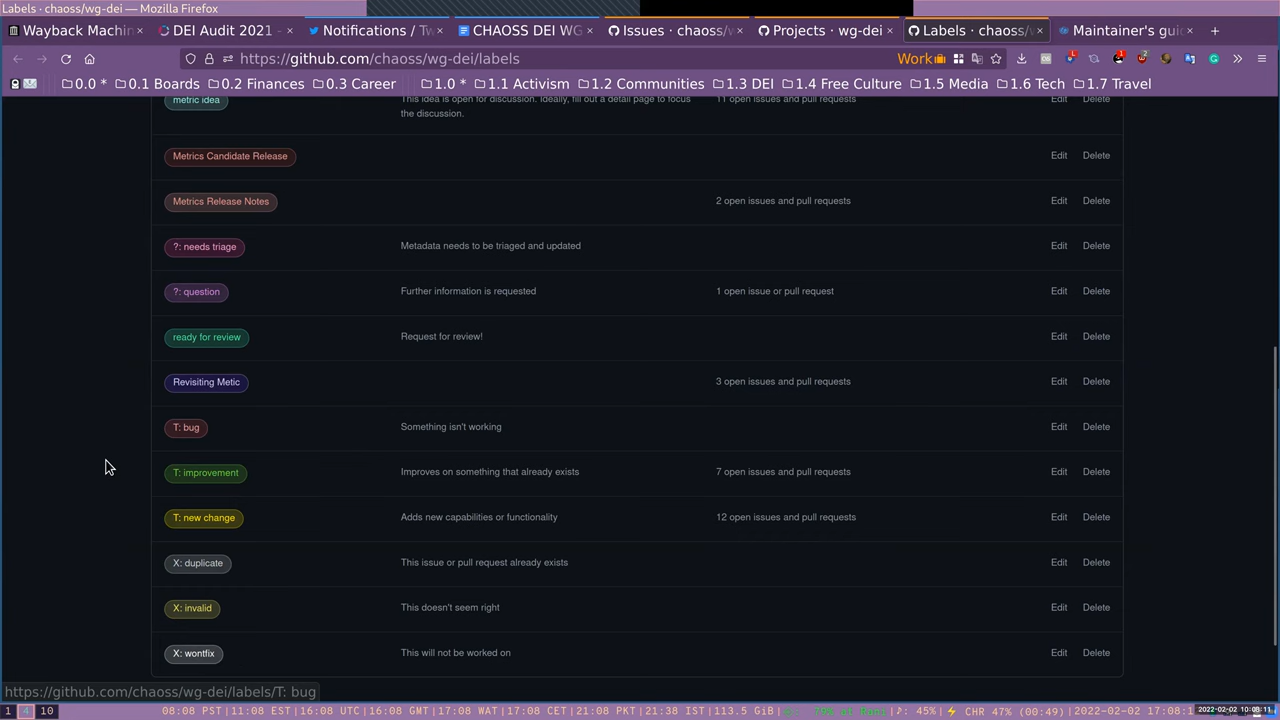 Labels · chaoss/wg-dei — Mozilla Firefox
Wayback Machin × DEI Audit 2021 - × Notifications / Tw × CHAOSS DEI WG × Issues · chaoss/w × Projects · wg-dei × Labels · chaoss/w × Maintainer's guid × +
https://github.com/chaoss/wg-dei/labels Work
0.0 * 0.1 Boards 0.2 Finances 0.3 Career 1.0 * 1.1 Activism 1.2 Communities 1.3 DEI 1.4 Free Culture 1.5 Media 1.6 Tech 1.7 Travel
metric idea This idea is open for discussion. Ideally, fill out a detail page to focus 11 open issues and pull requests Edit Delete
the discussion.
Metrics Candidate Release Edit Delete
Metrics Release Notes 2 open issues and pull requests Edit Delete
?: needs triage Metadata needs to be triaged and updated Edit Delete
?: question Further information is requested 1 open issue or pull request Edit Delete
ready for review Request for review! Edit Delete
Revisiting Metic 3 open issues and pull requests Edit Delete
T: bug Something isn't working Edit Delete
T: improvement Improves on something that already exists 7 open issues and pull requests Edit Delete
T: new change Adds new capabilities or functionality 12 open issues and pull requests Edit Delete
X: duplicate This issue or pull request already exists Edit Delete
X: invalid This doesn't seem right Edit Delete
X: wontfix This will not be worked on Edit Delete
https://github.com/chaoss/wg-dei/labels/T: bug
1 4 10 08:08 PST|11:08 EST|16:08 UTC|16:08 GMT|17:08 WAT|17:08 CET|21:08 PKT|21:38 IST|113.5 GiB| ♪: 45%|⚡ CHR 47% (00:49)|2022-02-02 17:08:1 2022-02-02 10:08:11